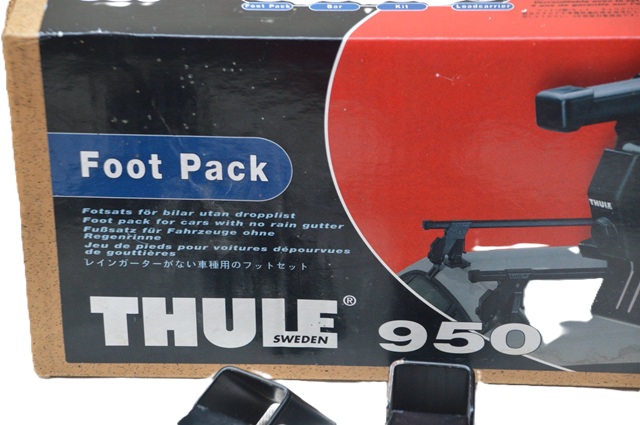 Foot Pack
Bar
Kit
Loadcarrier
Foot Pack
Fotsats för bilar utan dropplist
Foot pack for cars with no rain gutter
Fußsatz für Fahrzeuge ohne
Regenrinne
Jeu de pieds pour voitures dépourvues
de gouttières
レインガーターがない車種用のフットセット
THULE
THULE®
SWEDEN
950